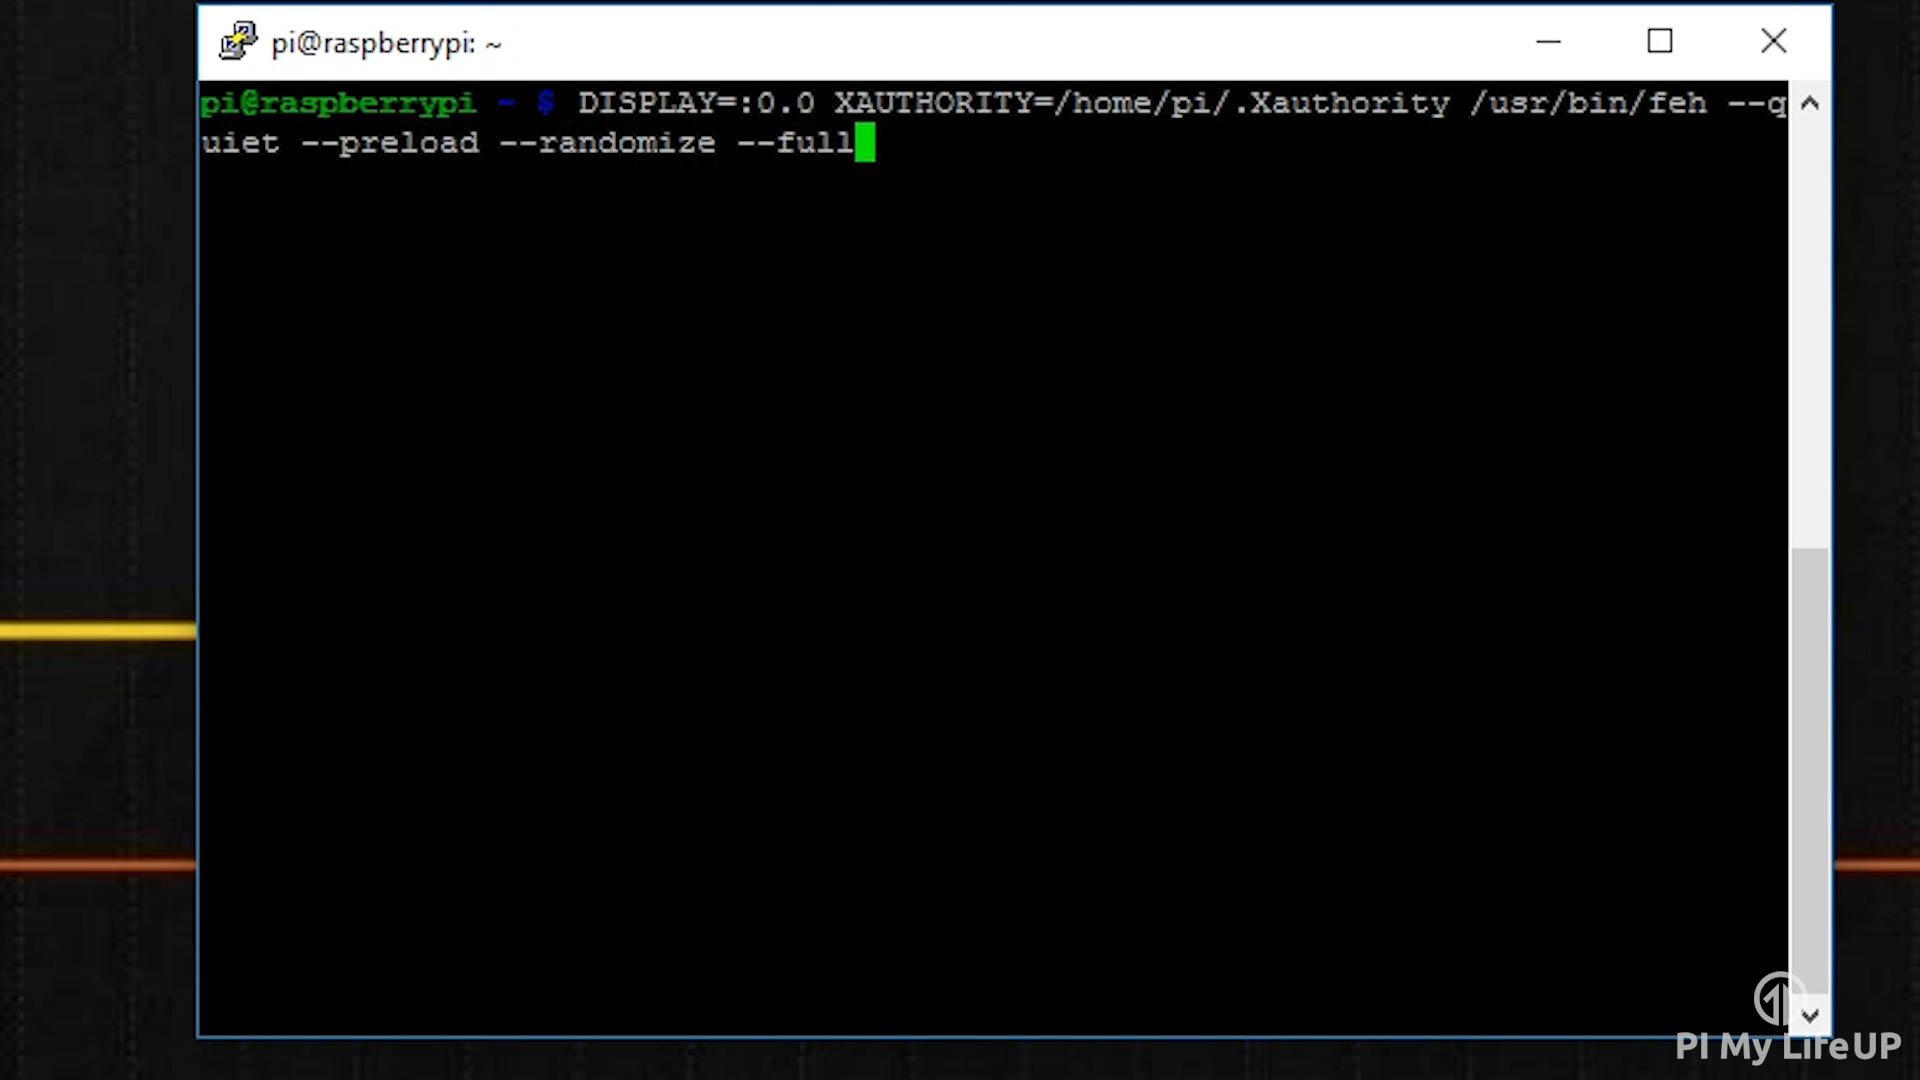 pi@raspberrypi: ~
pi@raspberrypi ~ $ DISPLAY=:0.0 XAUTHORITY=/home/pi/.Xauthority /usr/bin/feh --q
uiet --preload --randomize --full
PI My LifeUP